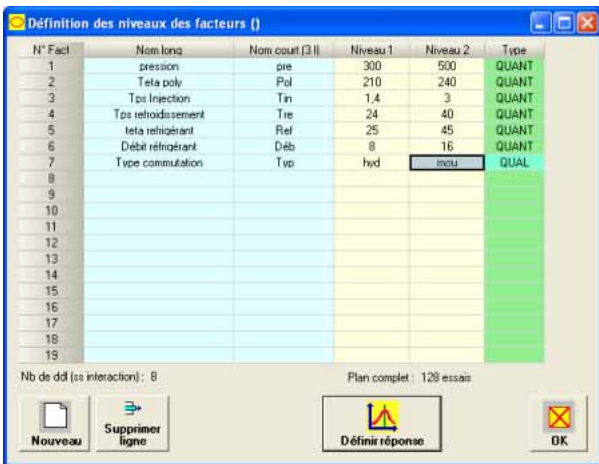 Définition des niveaux des facteurs ()
N° Fact Nom long Nom court (3 l) Niveau 1 Niveau 2 Type
1 pression pre 300 500 QUANT
2 Teta poly Pol 210 240 QUANT
3 Tps Injection Tin 1,4 3 QUANT
4 Tps refroidissement Tre 24 40 QUANT
5 teta refrigérant Ref 25 45 QUANT
6 Débit réfrigérant Déb 8 16 QUANT
7 Type commutation Typ hyd mou QUAL
8
9
10
11
12
13
14
15
16
17
18
19
Nb de ddl (ss interaction) : 8 Plan complet : 128 essais
Nouveau Supprimer ligne Définir réponse OK